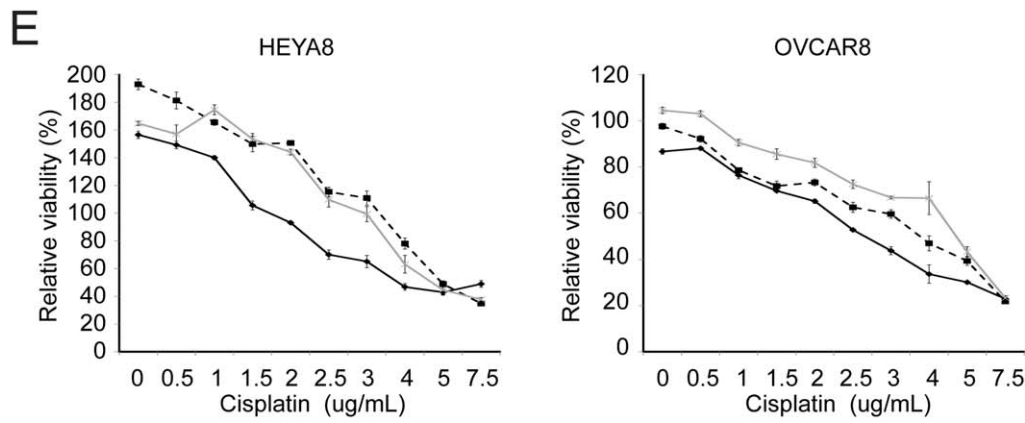 E
HEYA8
Relative viability (%)
200
180
160
140
120
100
80
60
40
20
0
0 0.5 1 1.5 2 2.5 3 4 5 7.5
Cisplatin (ug/mL)
OVCAR8
Relative viability (%)
120
100
80
60
40
20
0
0 0.5 1 1.5 2 2.5 3 4 5 7.5
Cisplatin (ug/mL)